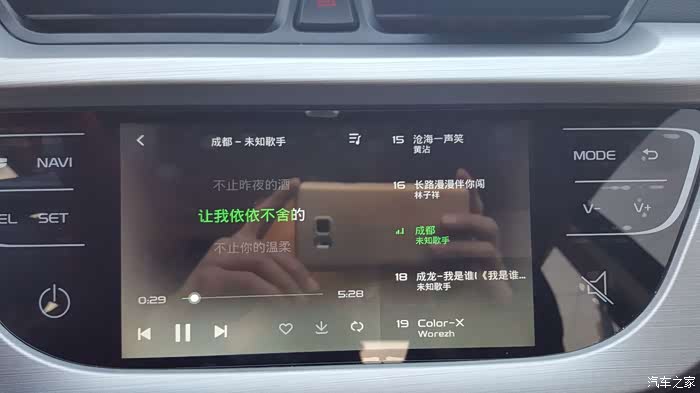 NAVI
EL
SET
成都 - 未知歌手
不止昨夜的酒
让我依依不舍的
不止你的温柔
0:29
5:28
15 沧海一声笑
黄沾
16 长路漫漫伴你闯
林子祥
成都
未知歌手
18 成龙-我是谁(《我是谁...
未知歌手
19 Color-X
Worezh
MODE
V-
V+
汽车之家